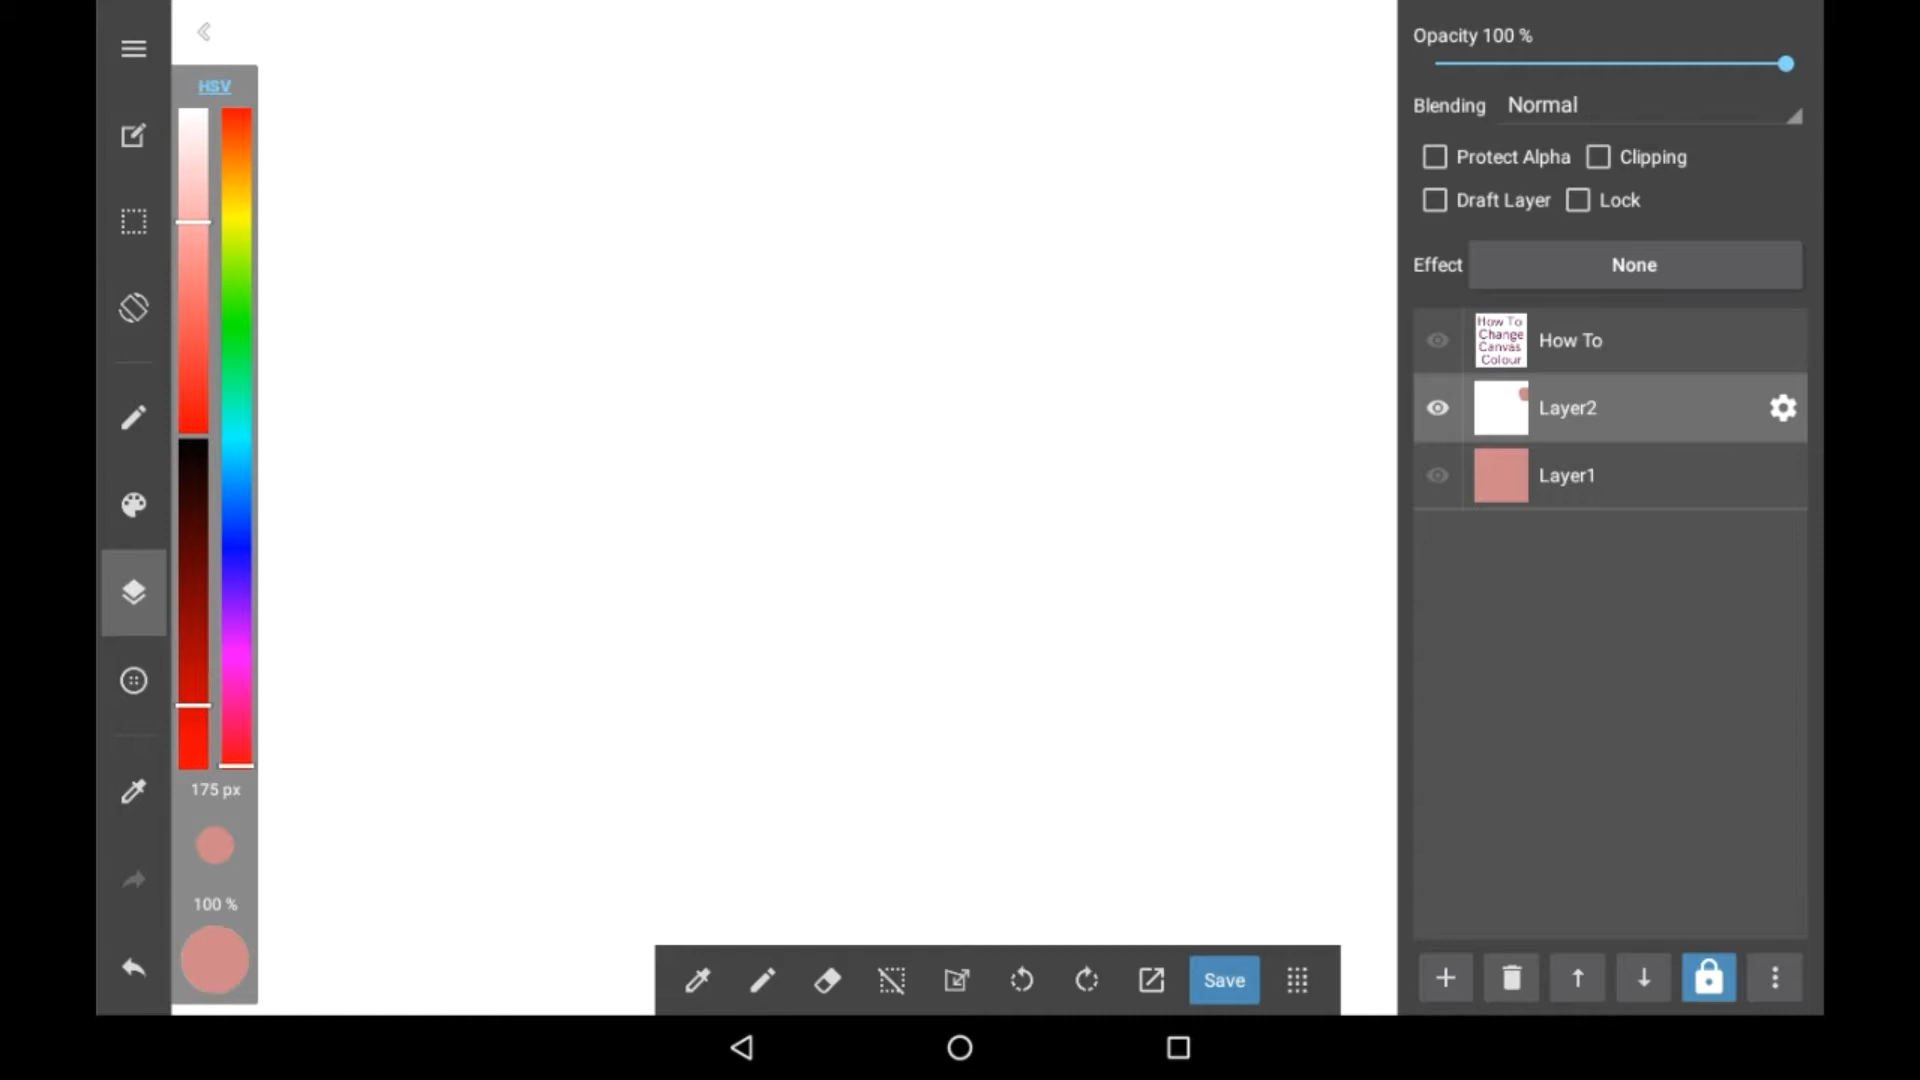 HSV
175 px
100 %
Save
Opacity 100 %
Blending Normal
Protect Alpha Clipping
Draft Layer Lock
Effect None
How To
Change
Canvas
Colour
How To
Layer2
Layer1